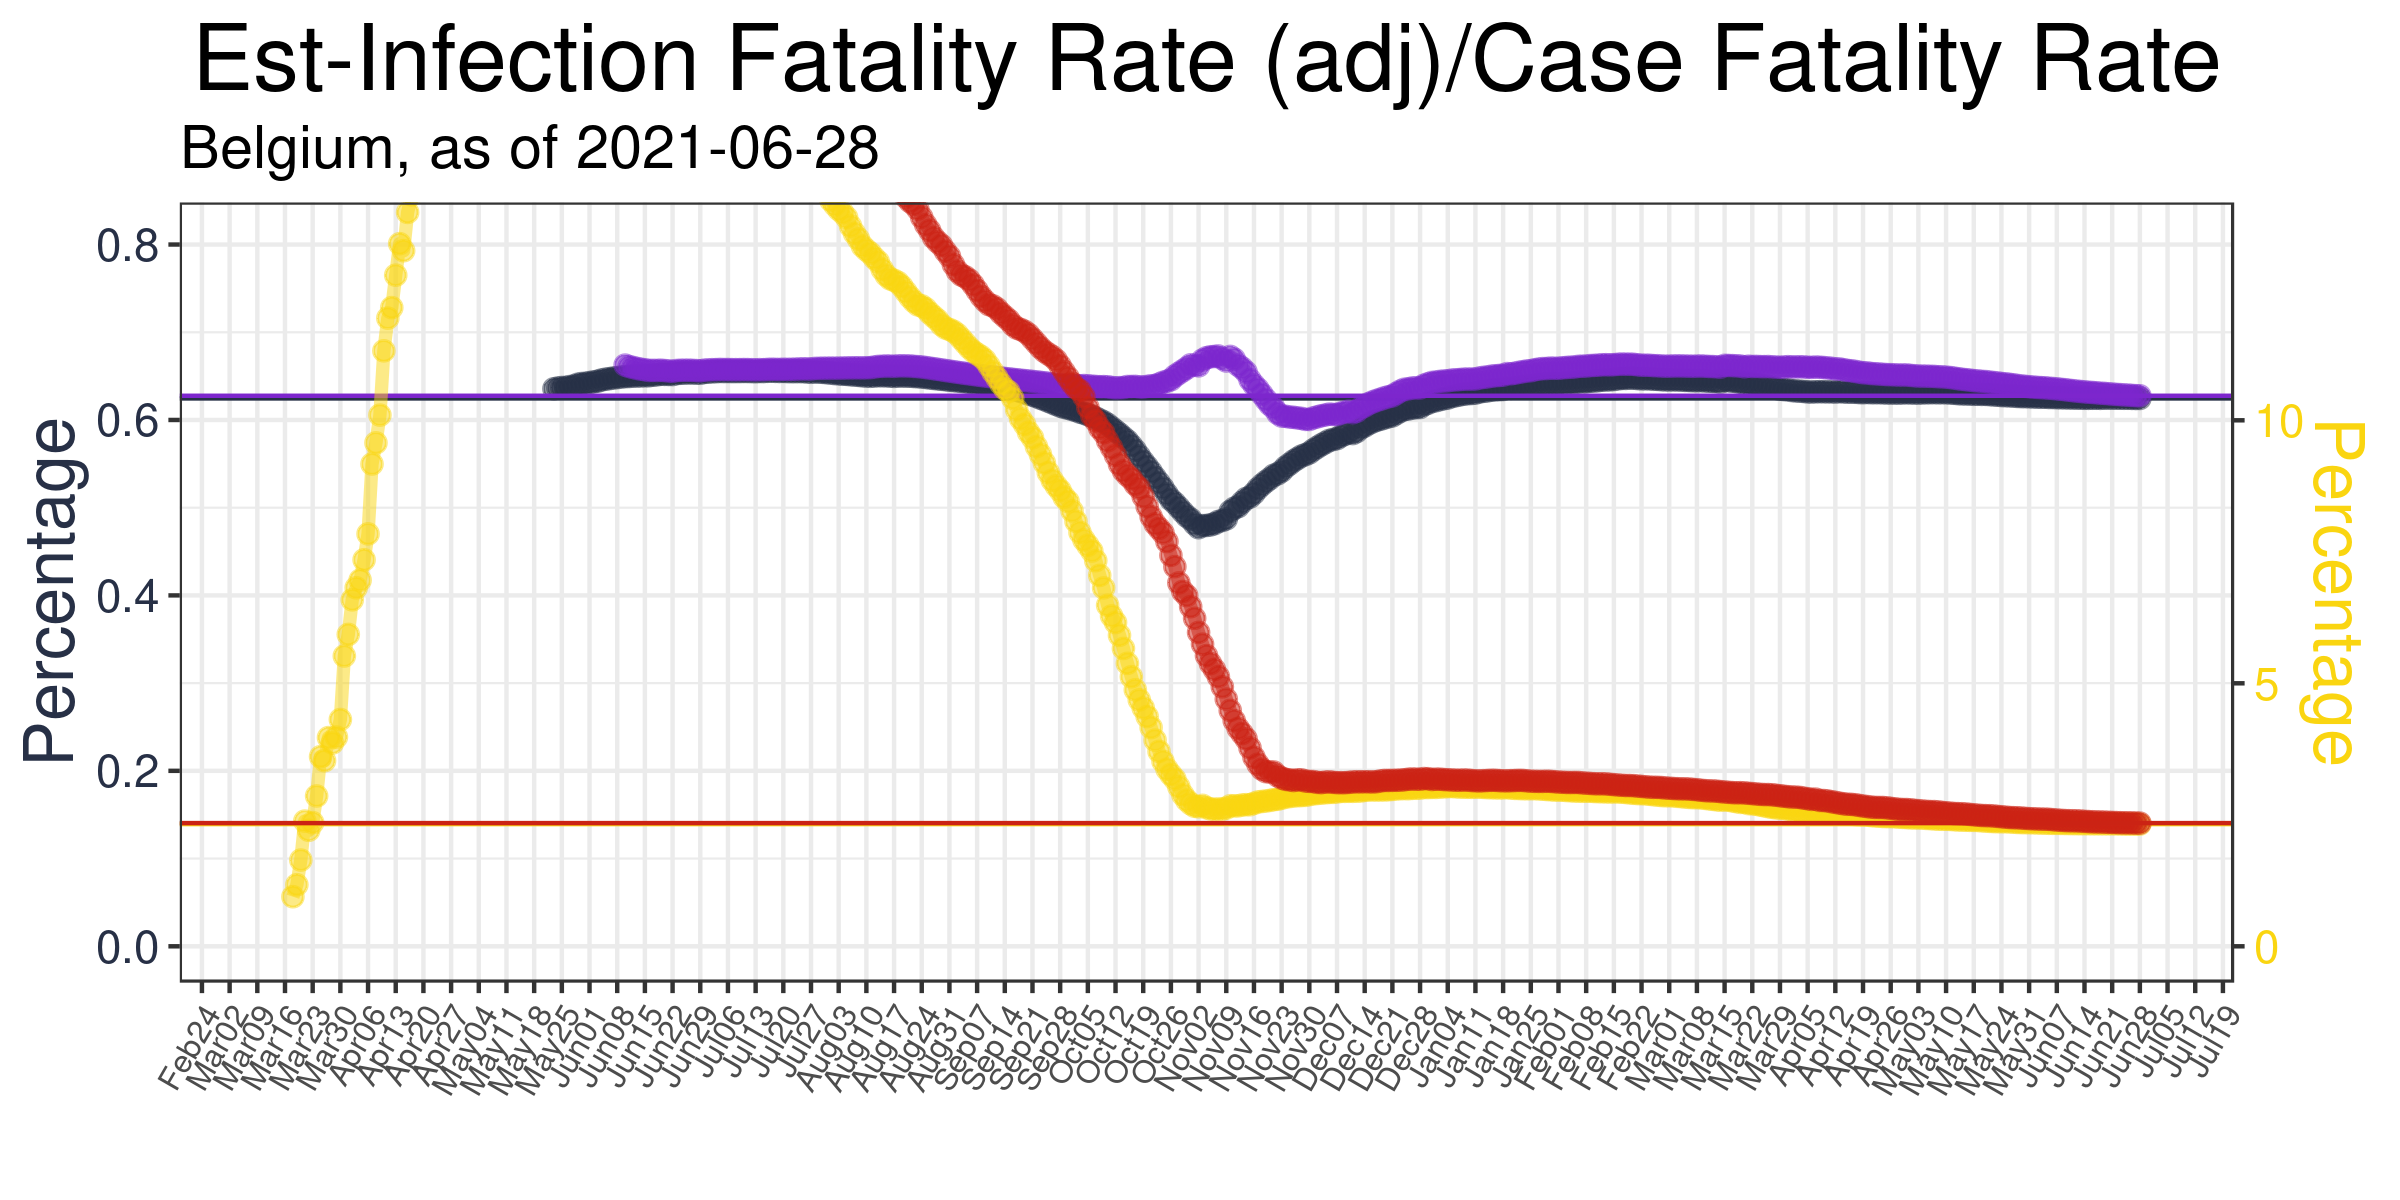 Est-Infection Fatality Rate (adj)/Case Fatality Rate
Belgium, as of 2021-06-28
Percentage
0.8
0.6
0.4
0.2
0.0
10
5
0
Percentage
Feb24
Mar02
Mar09
Mar16
Mar23
Mar30
Apr06
Apr13
Apr20
Apr27
May04
May11
May18
May25
Jun01
Jun08
Jun15
Jun22
Jun29
Jul06
Jul13
Jul20
Jul27
Aug03
Aug10
Aug17
Aug24
Aug31
Sep07
Sep14
Sep21
Sep28
Oct05
Oct12
Oct19
Oct26
Nov02
Nov09
Nov16
Nov23
Nov30
Dec07
Dec14
Dec21
Dec28
Jan04
Jan11
Jan18
Jan25
Feb01
Feb08
Feb15
Feb22
Mar01
Mar08
Mar15
Mar22
Mar29
Apr05
Apr12
Apr19
Apr26
May03
May10
May17
May24
May31
Jun07
Jun14
Jun21
Jun28
Jul05
Jul12
Jul19